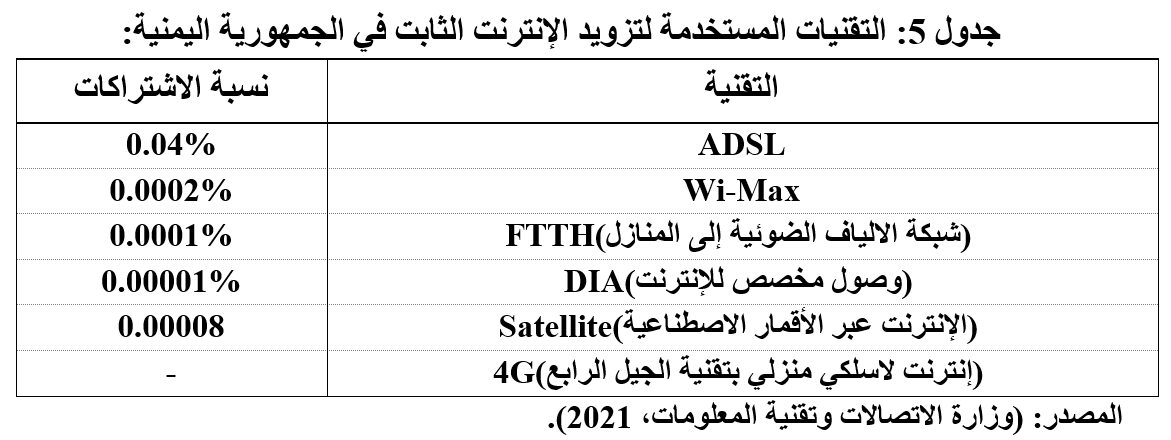 جدول 5: التقنيات المستخدمة لتزويد الإنترنت الثابت في الجمهورية اليمنية:
التقنية نسبة الاشتراكات
ADSL 0.04%
Wi-Max 0.0002%
FTTH(شبكة الالياف الضوئية إلى المنازل) 0.0001%
DIA(وصول مخصص للإنترنت) 0.00001%
Satellite(الإنترنت عبر الأقمار الاصطناعية) 0.00008
4G(إنترنت لاسلكي منزلي بتقنية الجيل الرابع) -
المصدر: (وزارة الاتصالات وتقنية المعلومات، 2021).